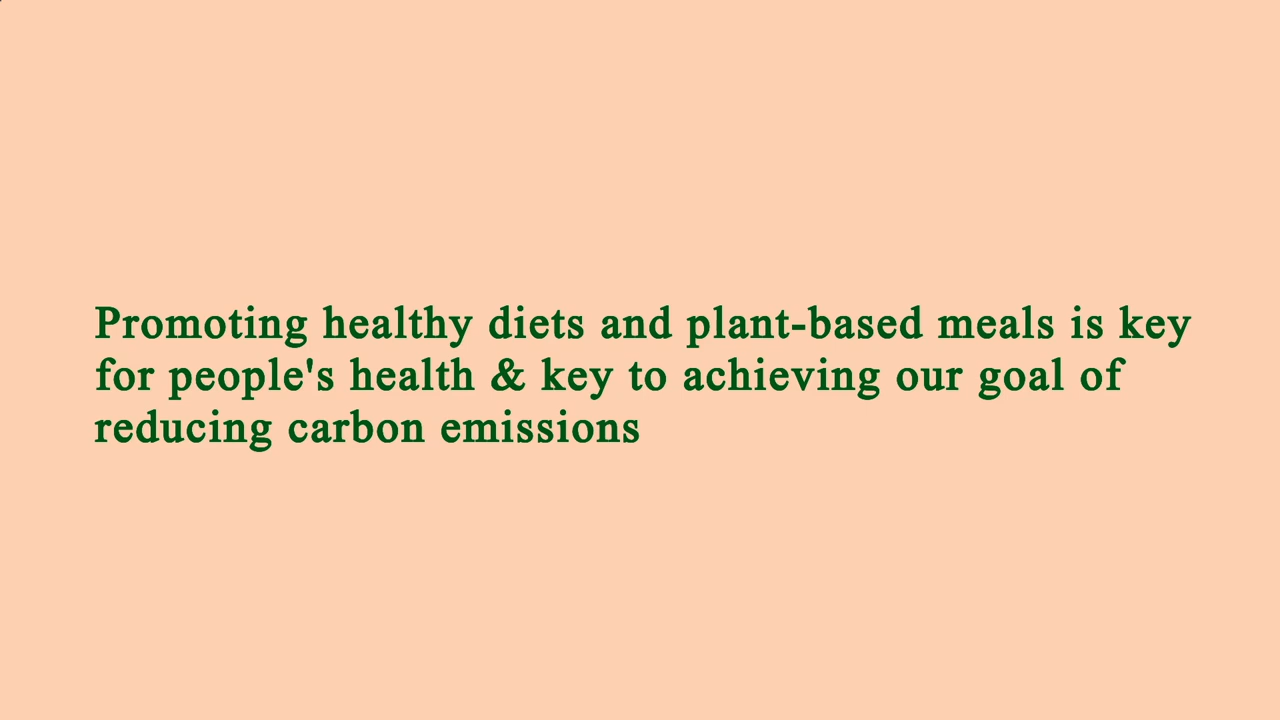 Promoting healthy diets and plant-based meals is key
for people's health & key to achieving our goal of
reducing carbon emissions